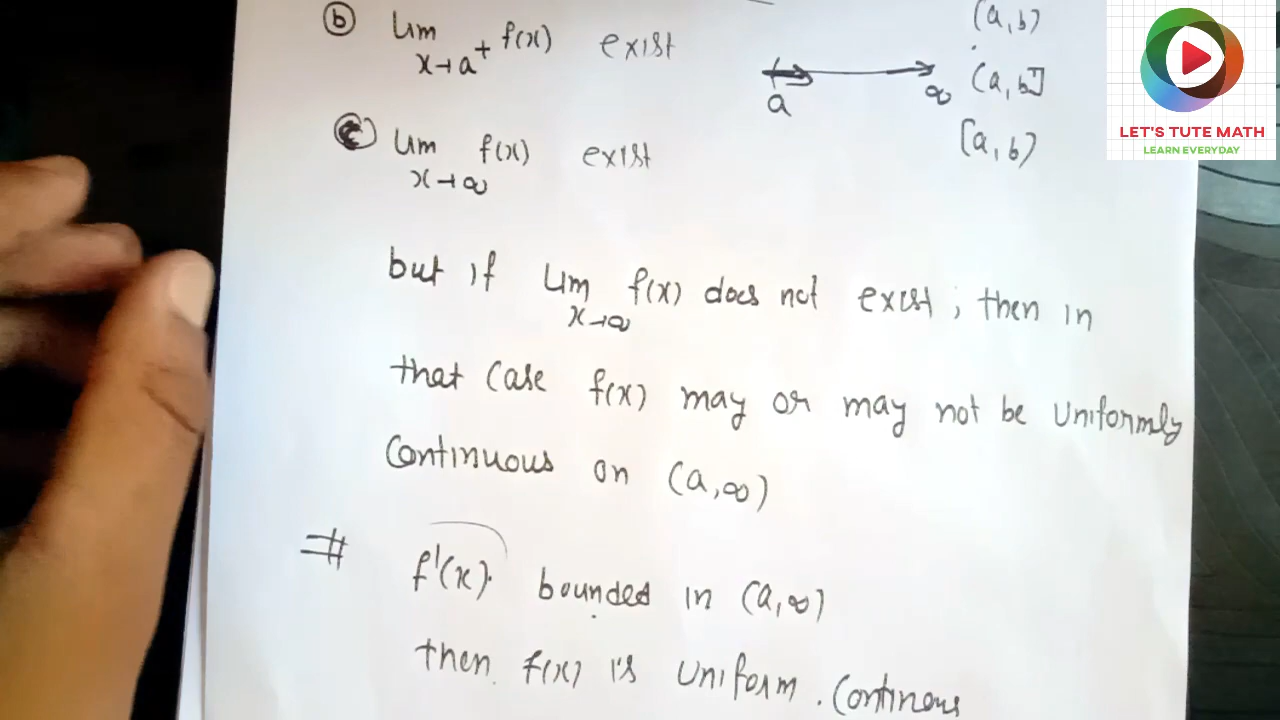 (b) lim f(x) exist
x→a⁺
(a, b)
(a, b]
[a, b)
a ∞
(c) lim f(x) exist
x→∞
but if lim f(x) does not exist ; then in
x→∞
that case f(x) may or may not be Uniformly
Continuous on (a, ∞)
# f'(x). bounded in (a, ∞)
then. f(x) is uniform. Continous
LET'S TUTE MATH
LEARN EVERYDAY